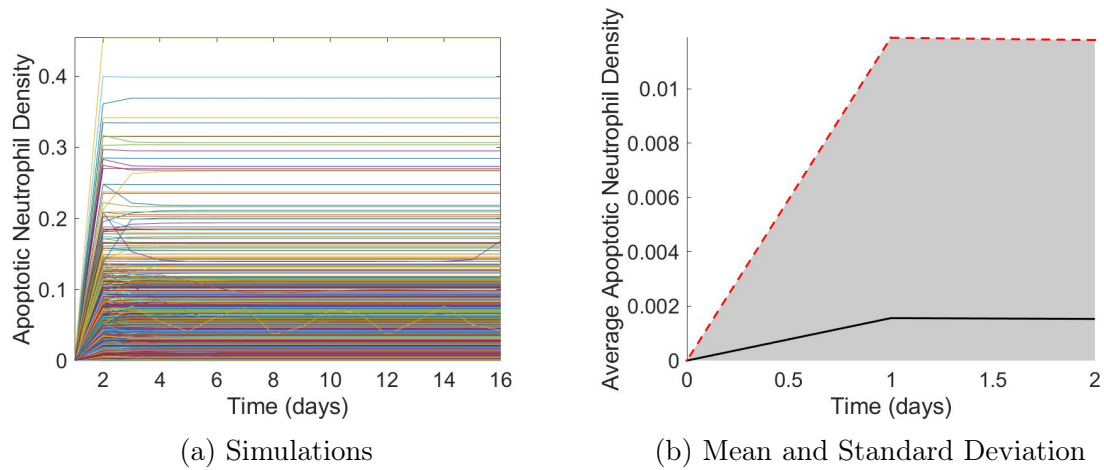 0.4
0.3
0.2
0.1
0
Apoptotic Neutrophil Density
2 4 6 8 10 12 14 16
Time (days)
(a) Simulations
0.01
0.008
0.006
0.004
0.002
0
Average Apoptotic Neutrophil Density
0 0.5 1 1.5 2
Time (days)
(b) Mean and Standard Deviation